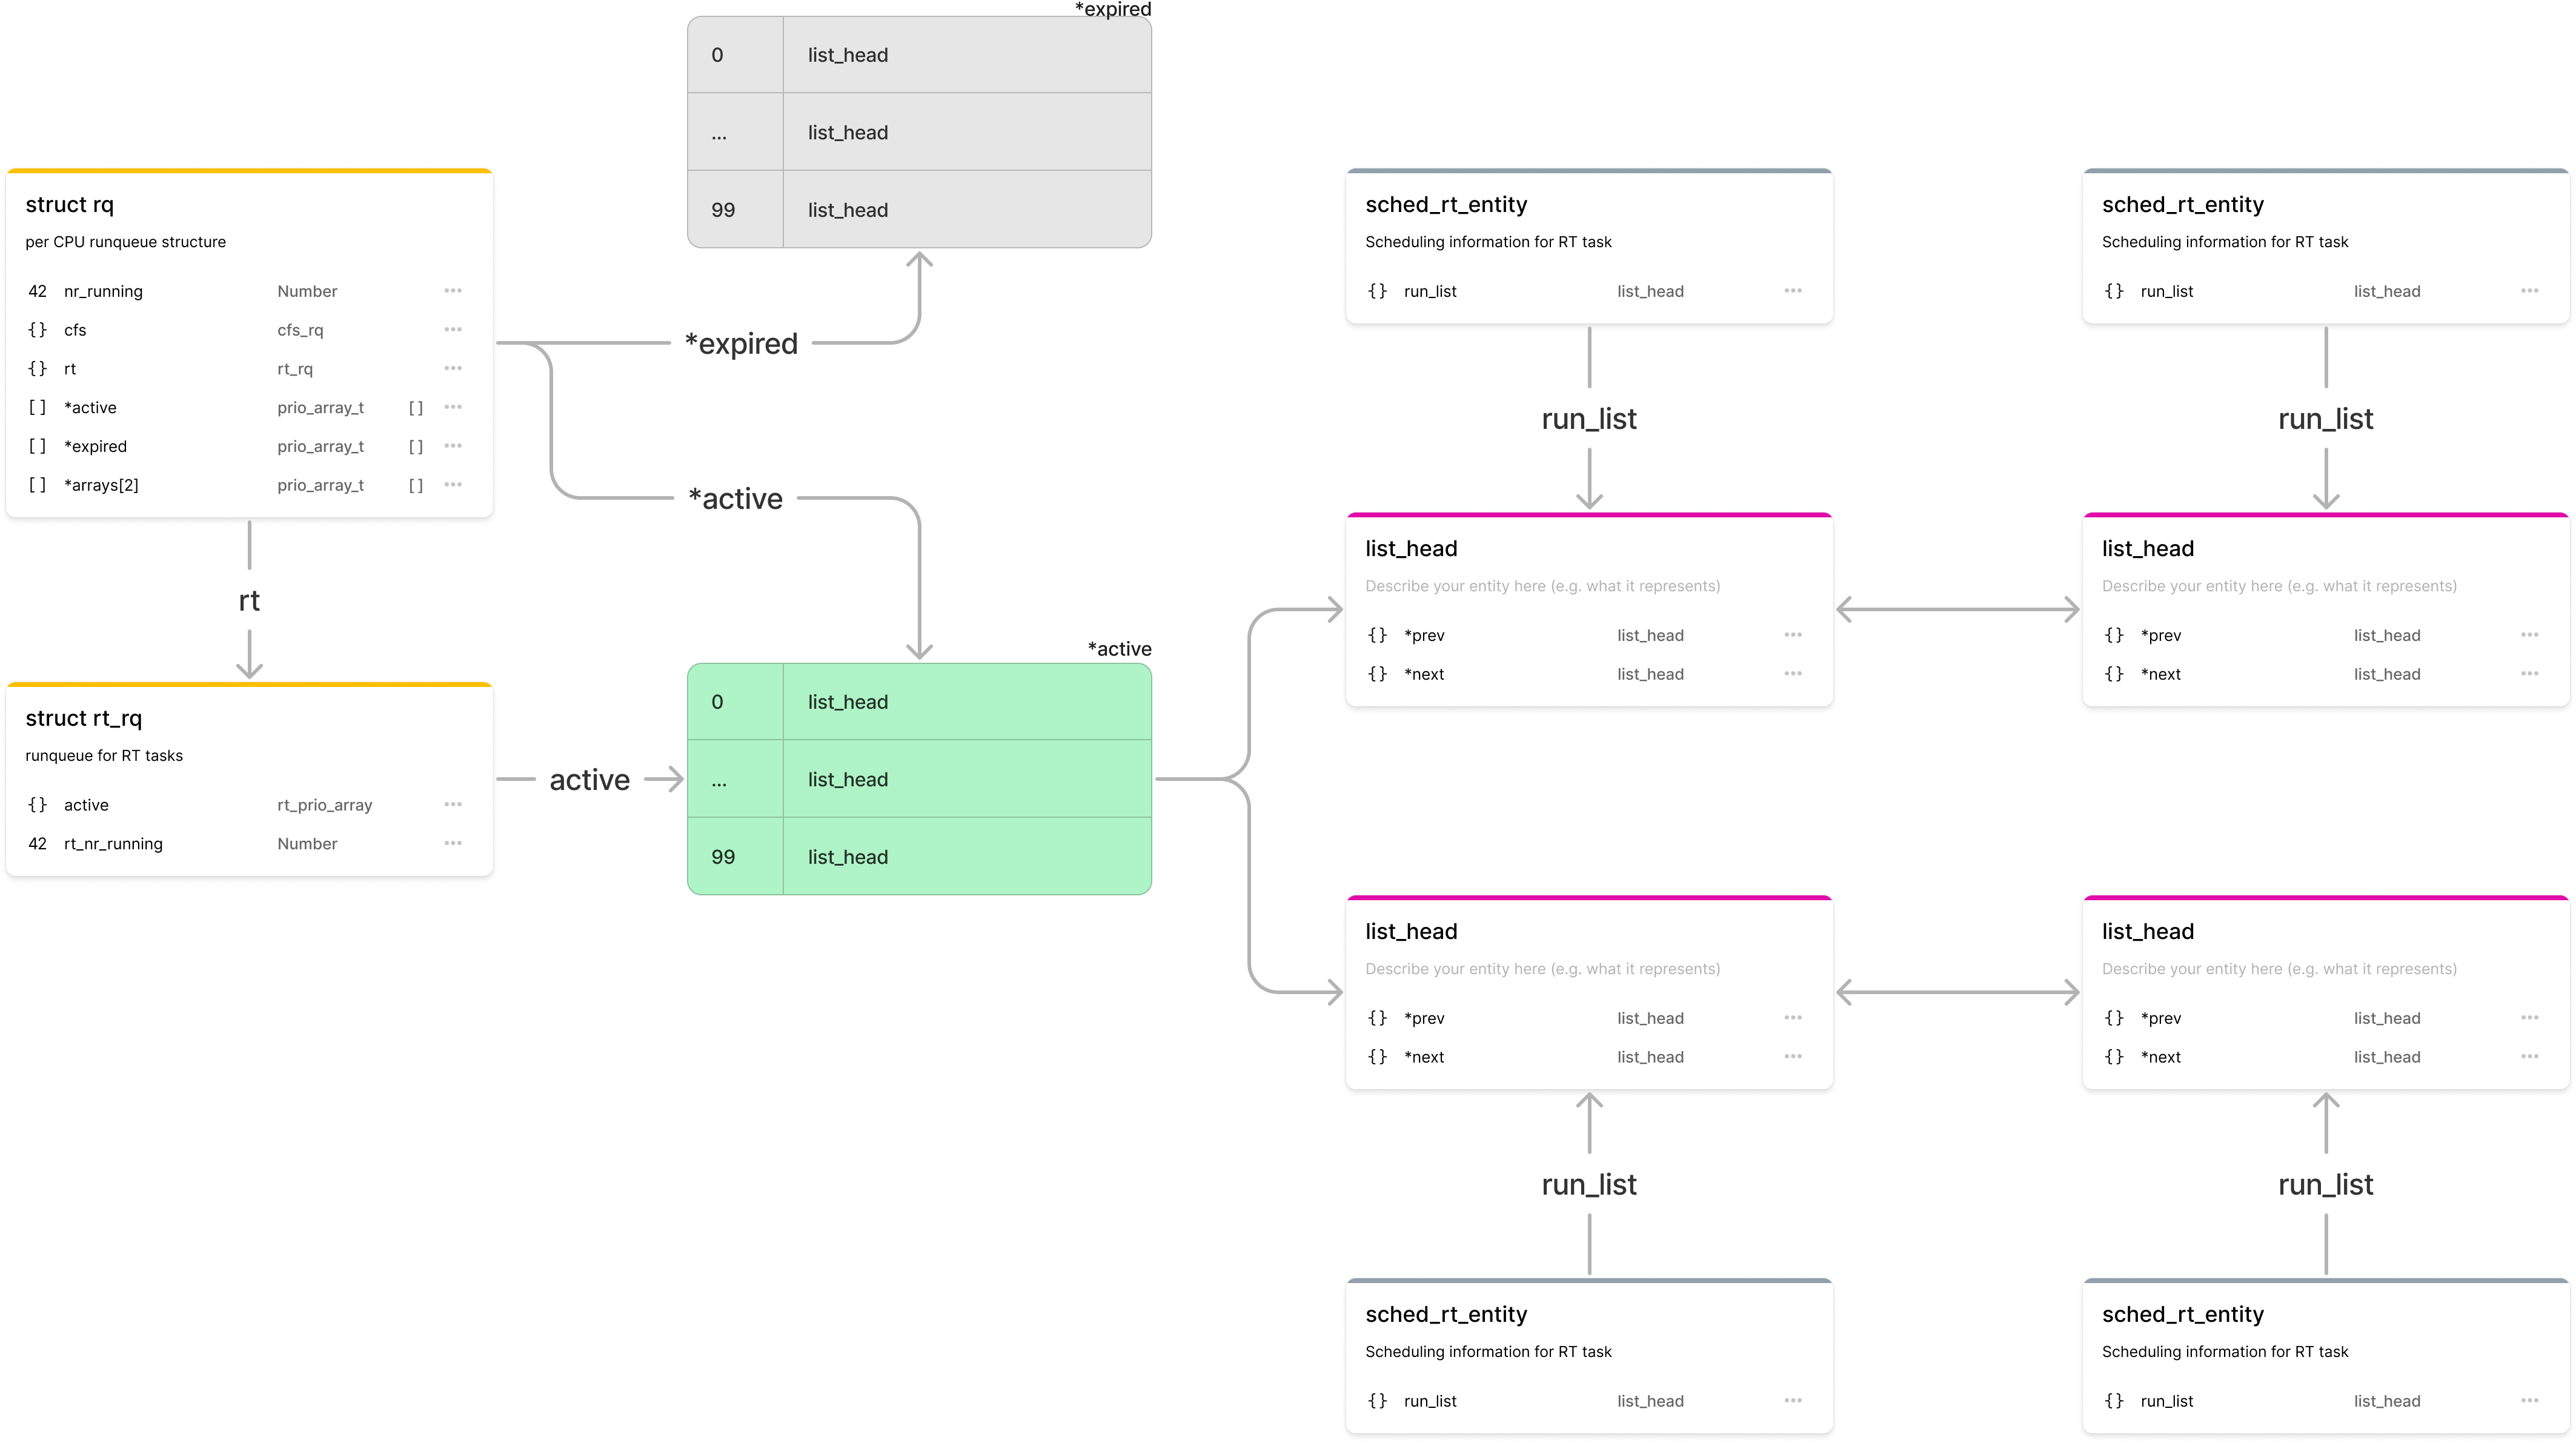 *expired
0 list_head
... list_head
99 list_head
struct rq
per CPU runqueue structure
42 nr_running Number ...
{} cfs cfs_rq ...
{} rt rt_rq ...
[] *active prio_array_t [] ...
[] *expired prio_array_t [] ...
[] *arrays[2] prio_array_t [] ...
*expired
*active
rt
struct rt_rq
runqueue for RT tasks
{} active rt_prio_array ...
42 rt_nr_running Number ...
active
*active
0 list_head
... list_head
99 list_head
sched_rt_entity
Scheduling information for RT task
{} run_list list_head ...
run_list
list_head
Describe your entity here (e.g. what it represents)
{} *prev list_head ...
{} *next list_head ...
sched_rt_entity
Scheduling information for RT task
{} run_list list_head ...
run_list
list_head
Describe your entity here (e.g. what it represents)
{} *prev list_head ...
{} *next list_head ...
list_head
Describe your entity here (e.g. what it represents)
{} *prev list_head ...
{} *next list_head ...
run_list
sched_rt_entity
Scheduling information for RT task
{} run_list list_head ...
list_head
Describe your entity here (e.g. what it represents)
{} *prev list_head ...
{} *next list_head ...
run_list
sched_rt_entity
Scheduling information for RT task
{} run_list list_head ...